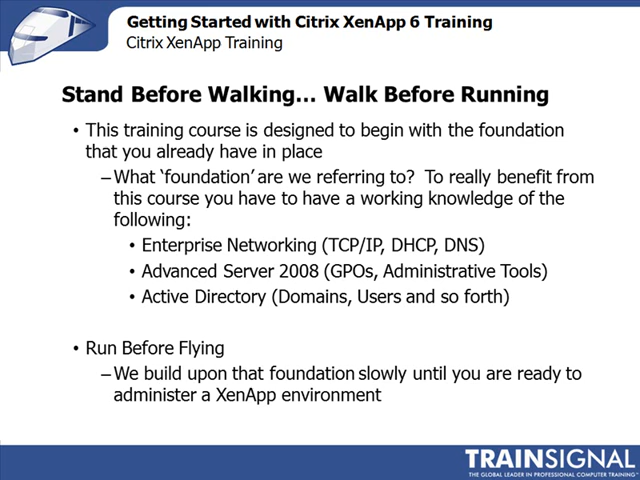 Getting Started with Citrix XenApp 6 Training
Citrix XenApp Training
Stand Before Walking… Walk Before Running
• This training course is designed to begin with the foundation
that you already have in place
–What ‘foundation’ are we referring to? To really benefit from
this course you have to have a working knowledge of the
following:
• Enterprise Networking (TCP/IP, DHCP, DNS)
• Advanced Server 2008 (GPOs, Administrative Tools)
• Active Directory (Domains, Users and so forth)
• Run Before Flying
–We build upon that foundation slowly until you are ready to
administer a XenApp environment
TRAINSIGNAL
THE GLOBAL LEADER IN PROFESSIONAL COMPUTER TRAINING™